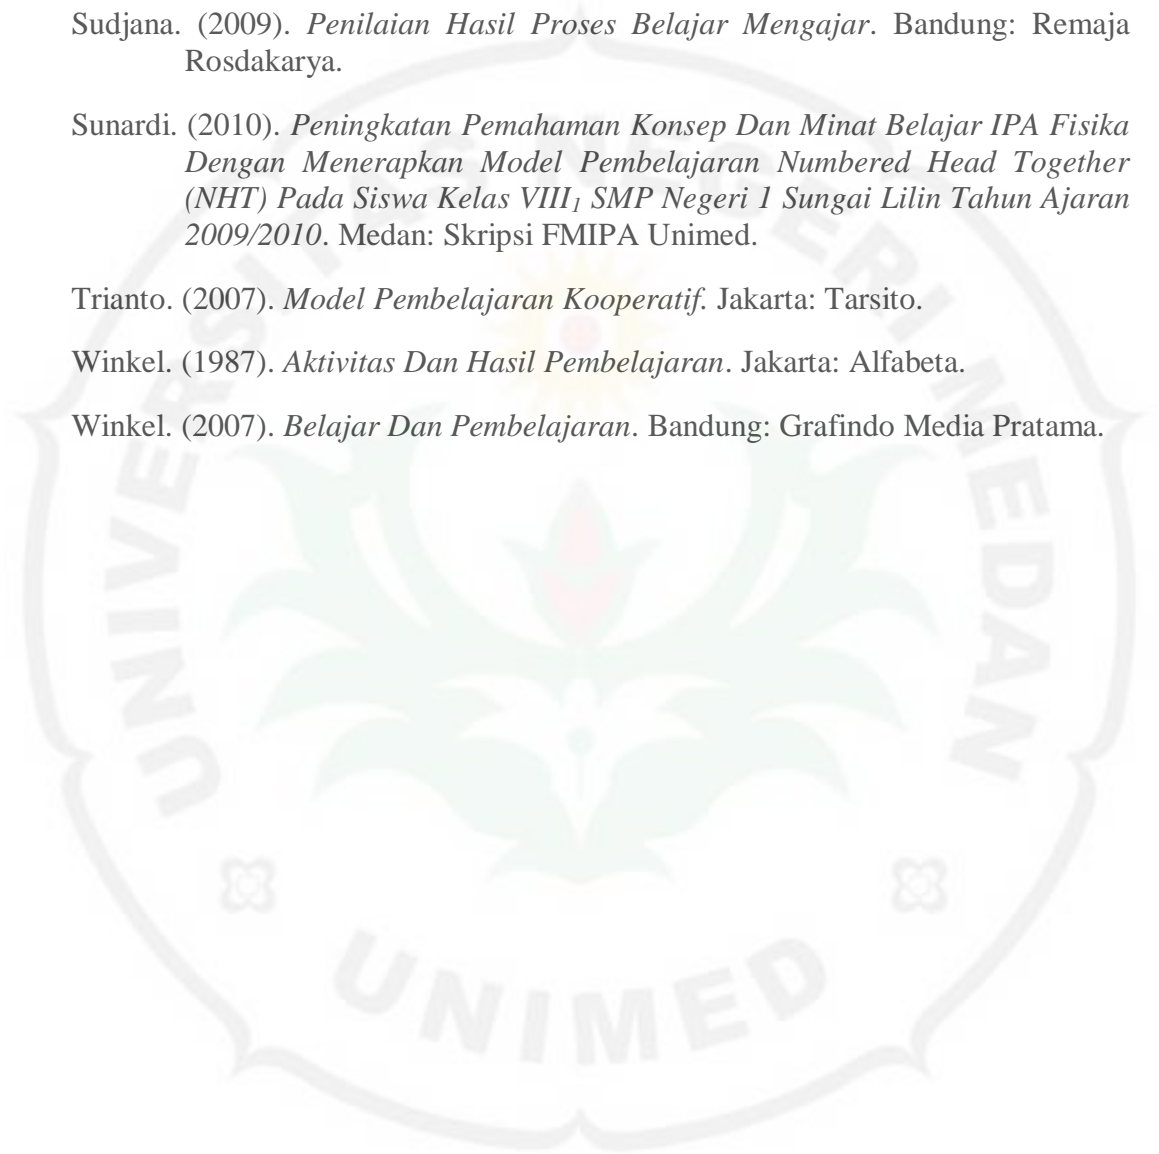 Sudjana. (2009). Penilaian Hasil Proses Belajar Mengajar. Bandung: Remaja
Rosdakarya.
Sunardi. (2010). Peningkatan Pemahaman Konsep Dan Minat Belajar IPA Fisika
Dengan Menerapkan Model Pembelajaran Numbered Head Together
(NHT) Pada Siswa Kelas VIII₁ SMP Negeri 1 Sungai Lilin Tahun Ajaran
2009/2010. Medan: Skripsi FMIPA Unimed.
Trianto. (2007). Model Pembelajaran Kooperatif. Jakarta: Tarsito.
Winkel. (1987). Aktivitas Dan Hasil Pembelajaran. Jakarta: Alfabeta.
Winkel. (2007). Belajar Dan Pembelajaran. Bandung: Grafindo Media Pratama.
UNIVERSITAS NEGERI MEDAN
UNIMED